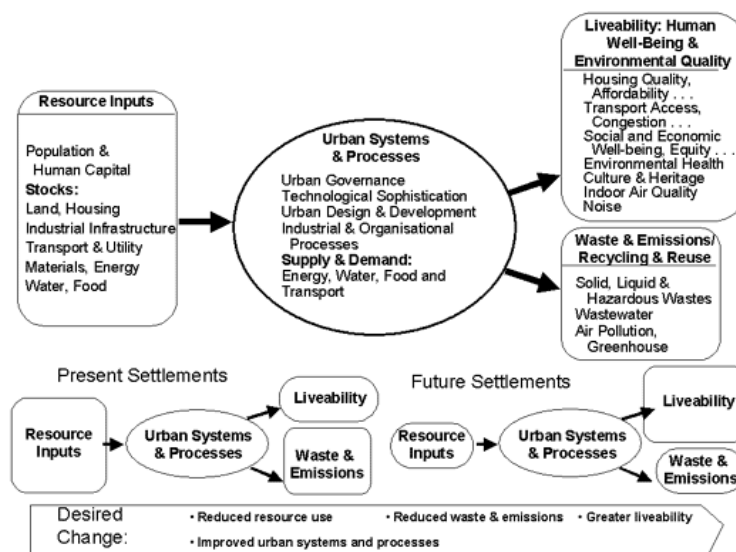 Resource Inputs
Population &
Human Capital
Stocks:
Land, Housing
Industrial Infrastructure
Transport & Utility
Materials, Energy
Water, Food
Urban Systems
& Processes
Urban Governance
Technological Sophistication
Urban Design & Development
Industrial & Organisational
Processes
Supply & Demand:
Energy, Water, Food and
Transport
Liveability: Human
Well-Being &
Environmental Quality
Housing Quality,
Affordability . . .
Transport Access,
Congestion . . .
Social and Economic
Well-being, Equity . . .
Environmental Health
Culture & Heritage
Indoor Air Quality
Noise
Waste & Emissions/
Recycling & Reuse
Solid, Liquid &
Hazardous Wastes
Wastewater
Air Pollution,
Greenhouse
Present Settlements
Resource
Inputs
Urban Systems
& Processes
Liveability
Waste &
Emissions
Future Settlements
Resource
Inputs
Urban Systems
& Processes
Liveability
Waste &
Emissions
Desired
Change:
• Reduced resource use
• Reduced waste & emissions
• Greater liveability
• Improved urban systems and processes